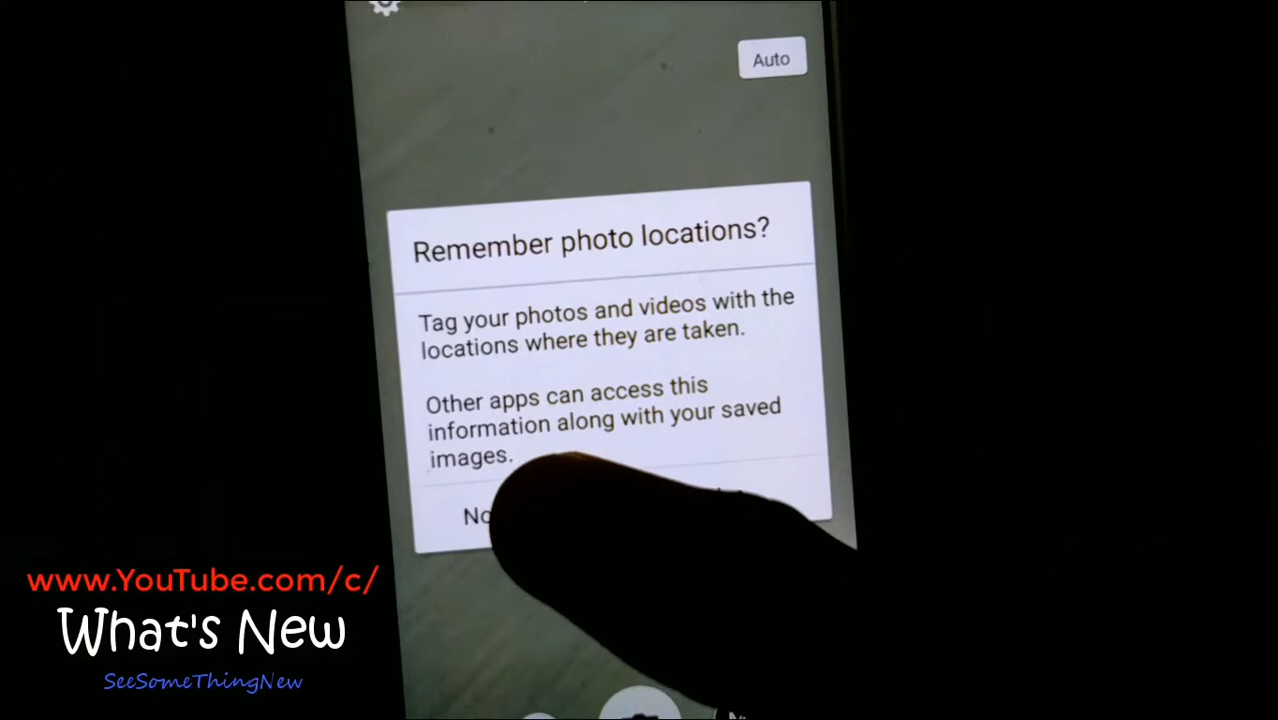 Auto
Remember photo locations?
Tag your photos and videos with the
locations where they are taken.
Other apps can access this
information along with your saved
images.
www.YouTube.com/c/
What's New
SeeSomeThingNew